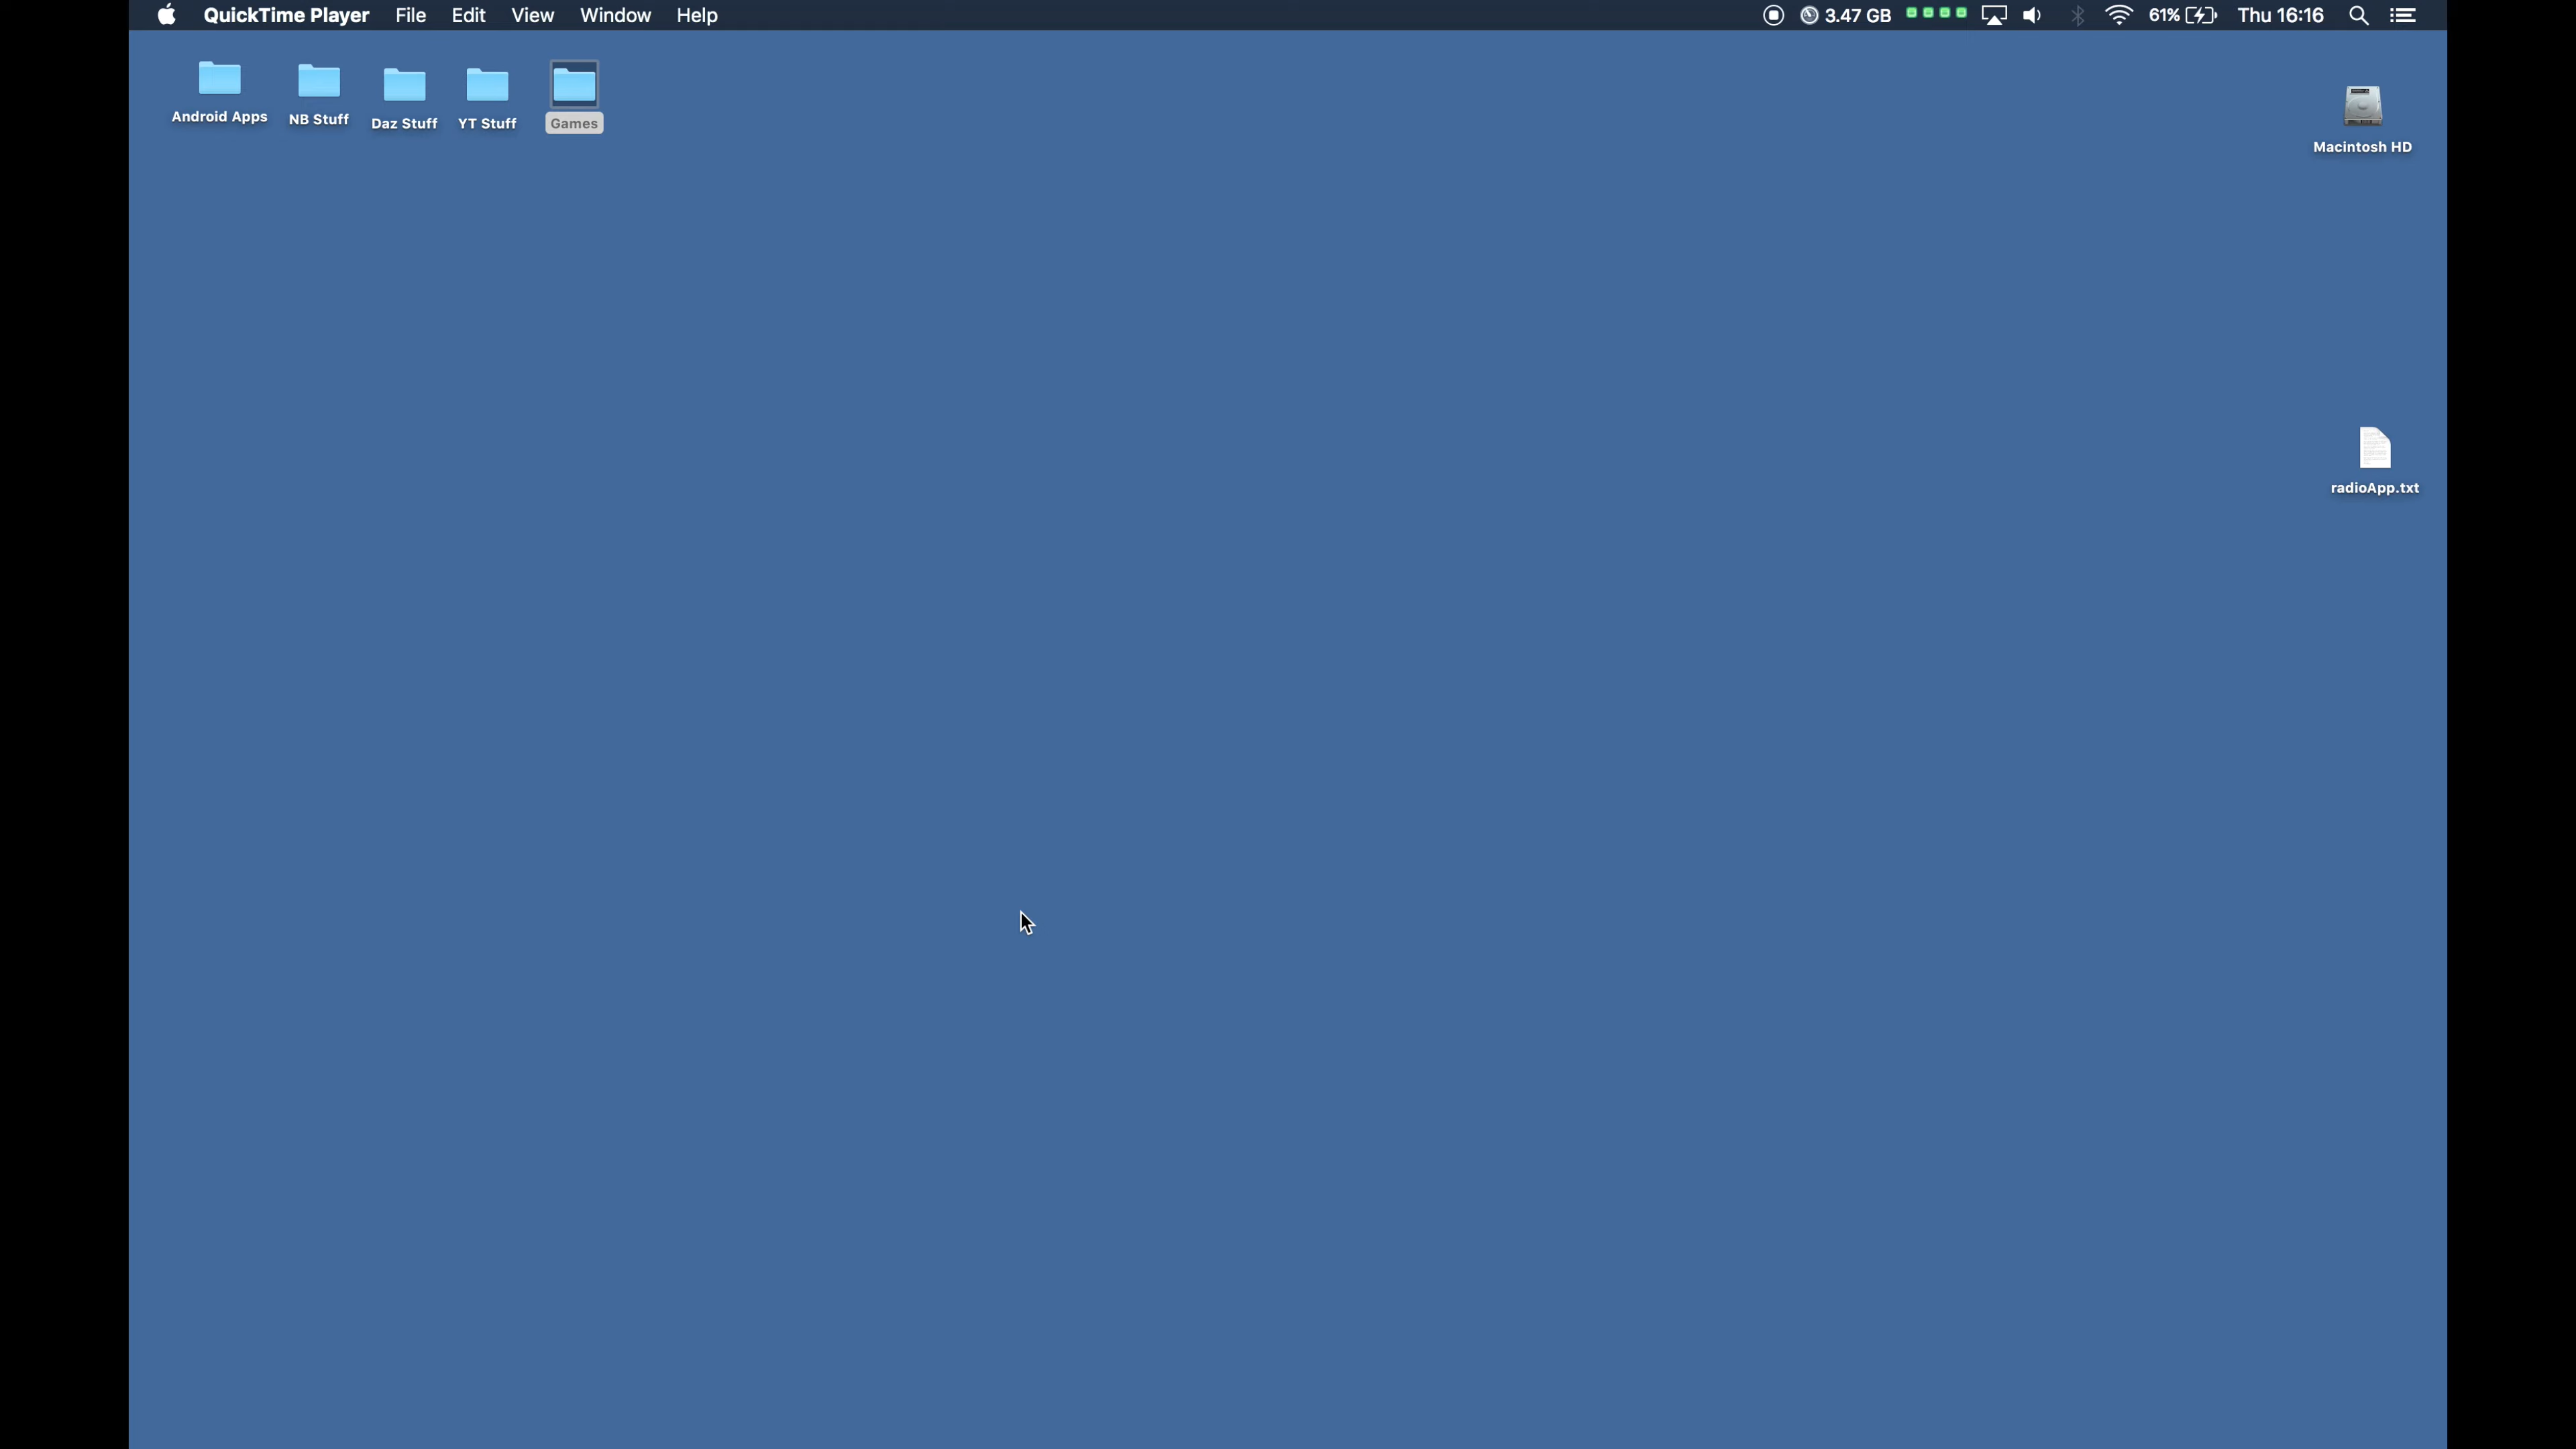 QuickTime Player File Edit View Window Help 3.47 GB 61% Thu 16:16
Android Apps NB Stuff Daz Stuff YT Stuff Games
Macintosh HD
radioApp.txt